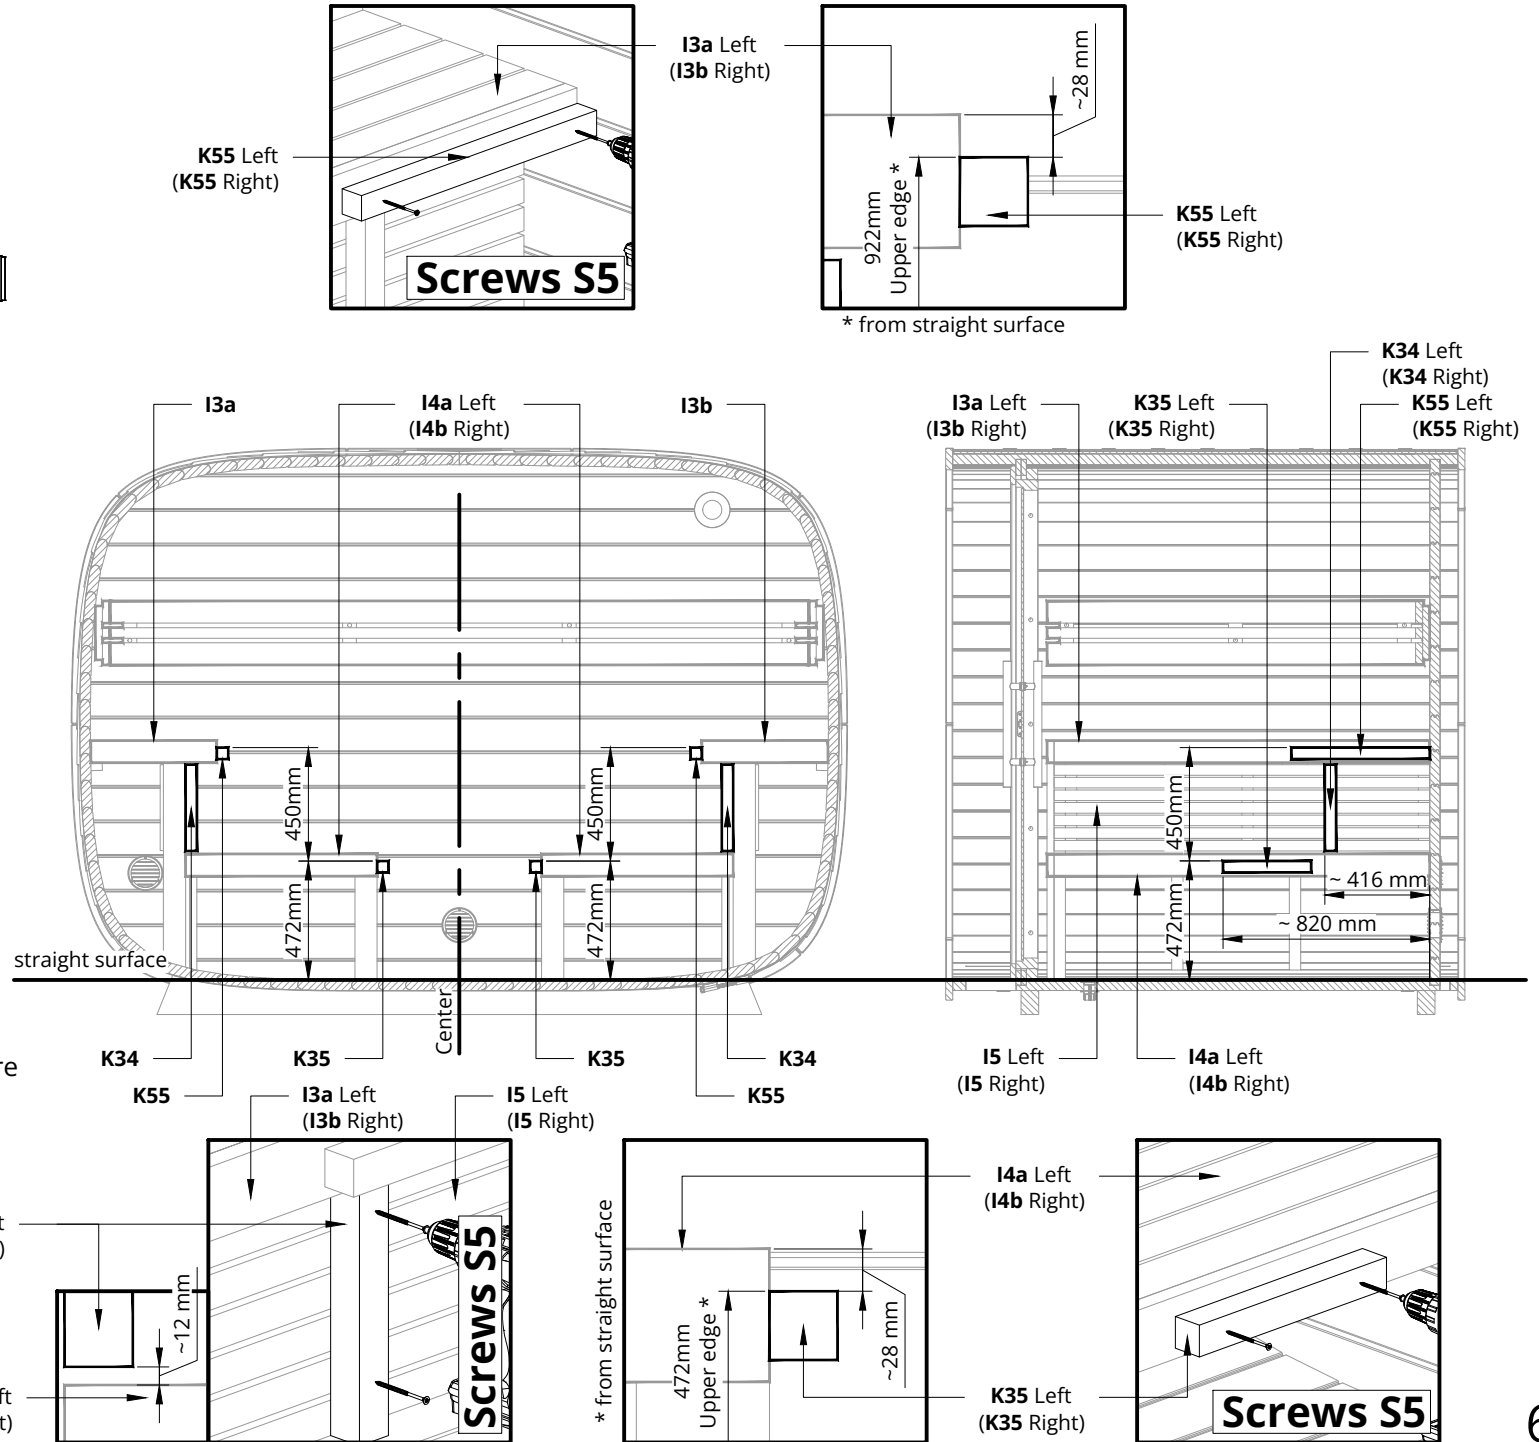 I3a Left
(I3b Right)
~28 mm
K55 Left
(K55 Right)
922mm
Upper edge *
K55 Left
(K55 Right)
Screws S5
* from straight surface
K34 Left
(K34 Right)
I3a
I4a Left
(I4b Right)
I3b
I3a Left
(I3b Right)
K35 Left
(K35 Right)
K55 Left
(K55 Right)
450mm
450mm
450mm
472mm
472mm
472mm
~ 416 mm
~ 820 mm
straight surface
Center
K34
K35
K35
K34
K55
K55
I5 Left
(I5 Right)
I4a Left
(I4b Right)
I3a Left
(I3b Right)
I5 Left
(I5 Right)
~12 mm
Screws S5
* from straight surface
472mm
Upper edge *
~28 mm
I4a Left
(I4b Right)
K35 Left
(K35 Right)
Screws S5